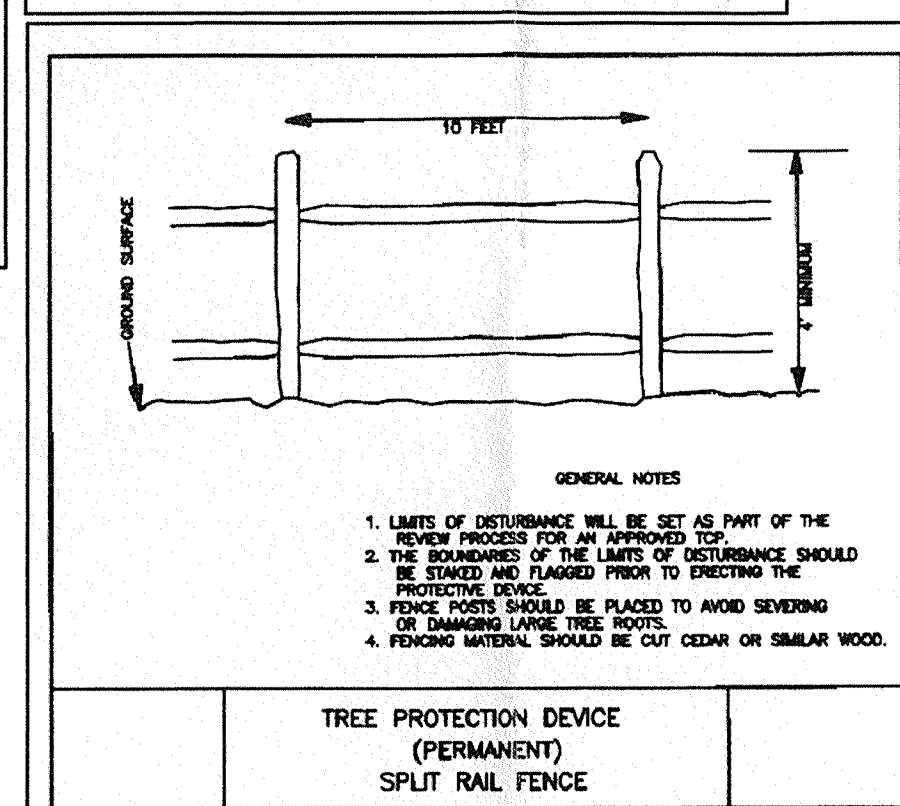 10 FEET
GROUND SURFACE
4' MINIMUM
GENERAL NOTES
1. LIMITS OF DISTURBANCE WILL BE SET AS PART OF THE
REVIEW PROCESS FOR AN APPROVED TCP.
2. THE BOUNDARIES OF THE LIMITS OF DISTURBANCE SHOULD
BE STAKED AND FLAGGED PRIOR TO ERECTING THE
PROTECTIVE DEVICE.
3. FENCE POSTS SHOULD BE PLACED TO AVOID SEVERING
OR DAMAGING LARGE TREE ROOTS.
4. FENCING MATERIAL SHOULD BE CUT CEDAR OR SIMILAR WOOD.
TREE PROTECTION DEVICE
(PERMANENT)
SPLIT RAIL FENCE